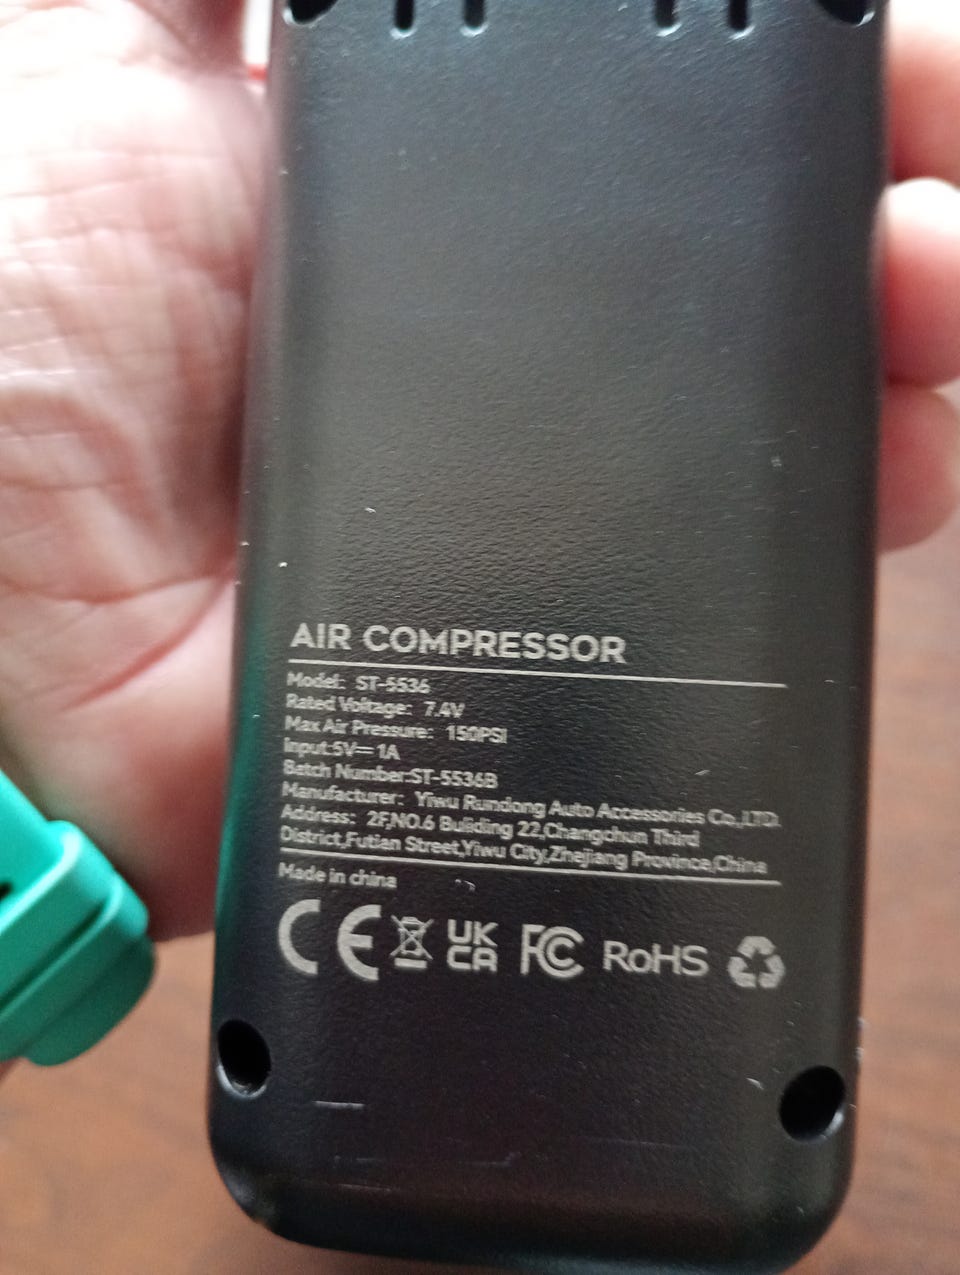 AIR COMPRESSOR
Model: ST-5536
Rated Voltage: 7.4V
Max Air Pressure: 150PSI
Input:5V⎓1A
Batch Number:ST-5536B
Manufacturer: Yiwu Rundong Auto Accessories Co.,LTD.
Address: 2F,NO.6 Buliding 22,Changchun Third
District,Futian Street,Yiwu City,Zhejiang Province,China
Made in china
CE UK CA FC RoHS